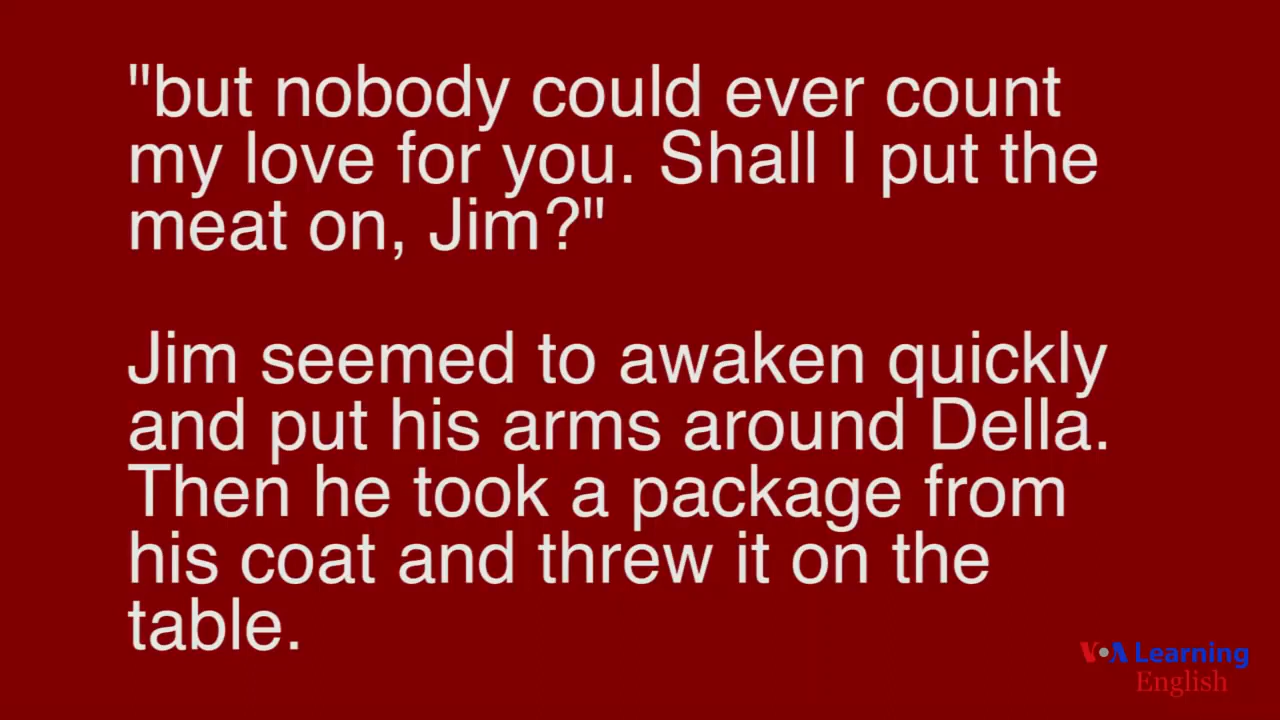 "but nobody could ever count
my love for you. Shall I put the
meat on, Jim?"
Jim seemed to awaken quickly
and put his arms around Della.
Then he took a package from
his coat and threw it on the
table.
VOA Learning
English